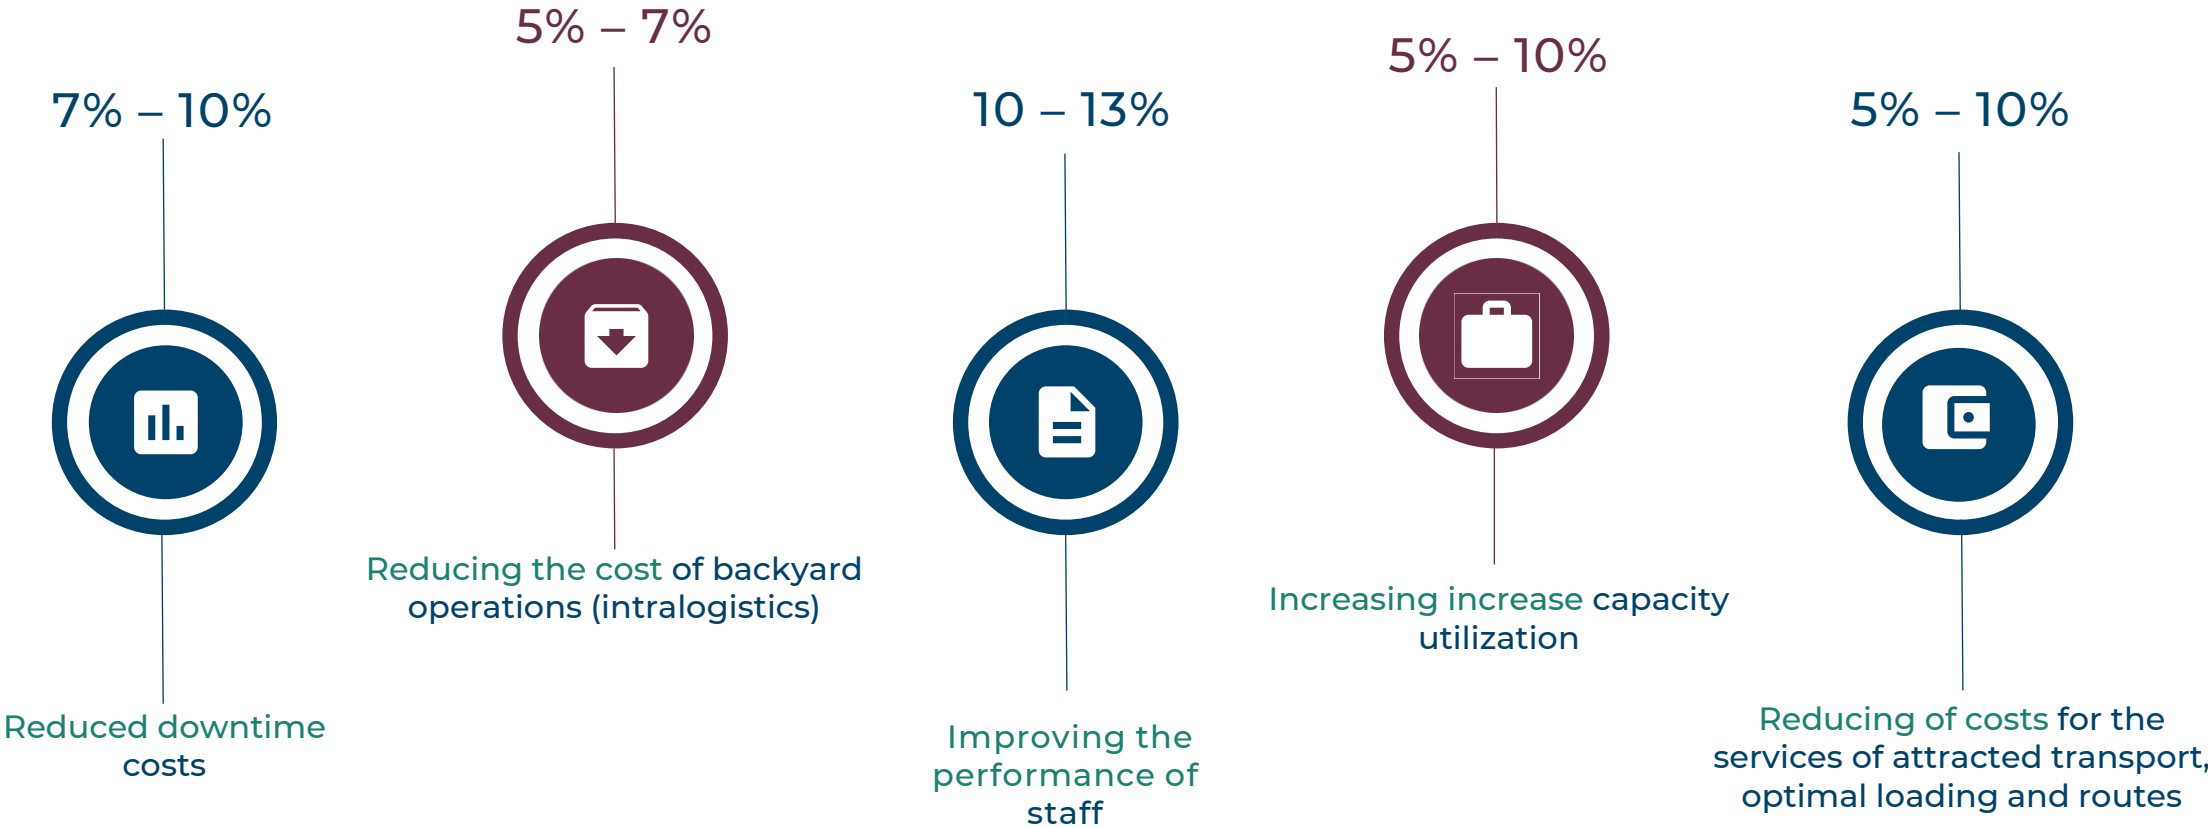 7% – 10%
Reduced downtime
costs
5% – 7%
Reducing the cost of backyard
operations (intralogistics)
10 – 13%
Improving the
performance of
staff
5% – 10%
Increasing increase capacity
utilization
5% – 10%
Reducing of costs for the
services of attracted transport,
optimal loading and routes